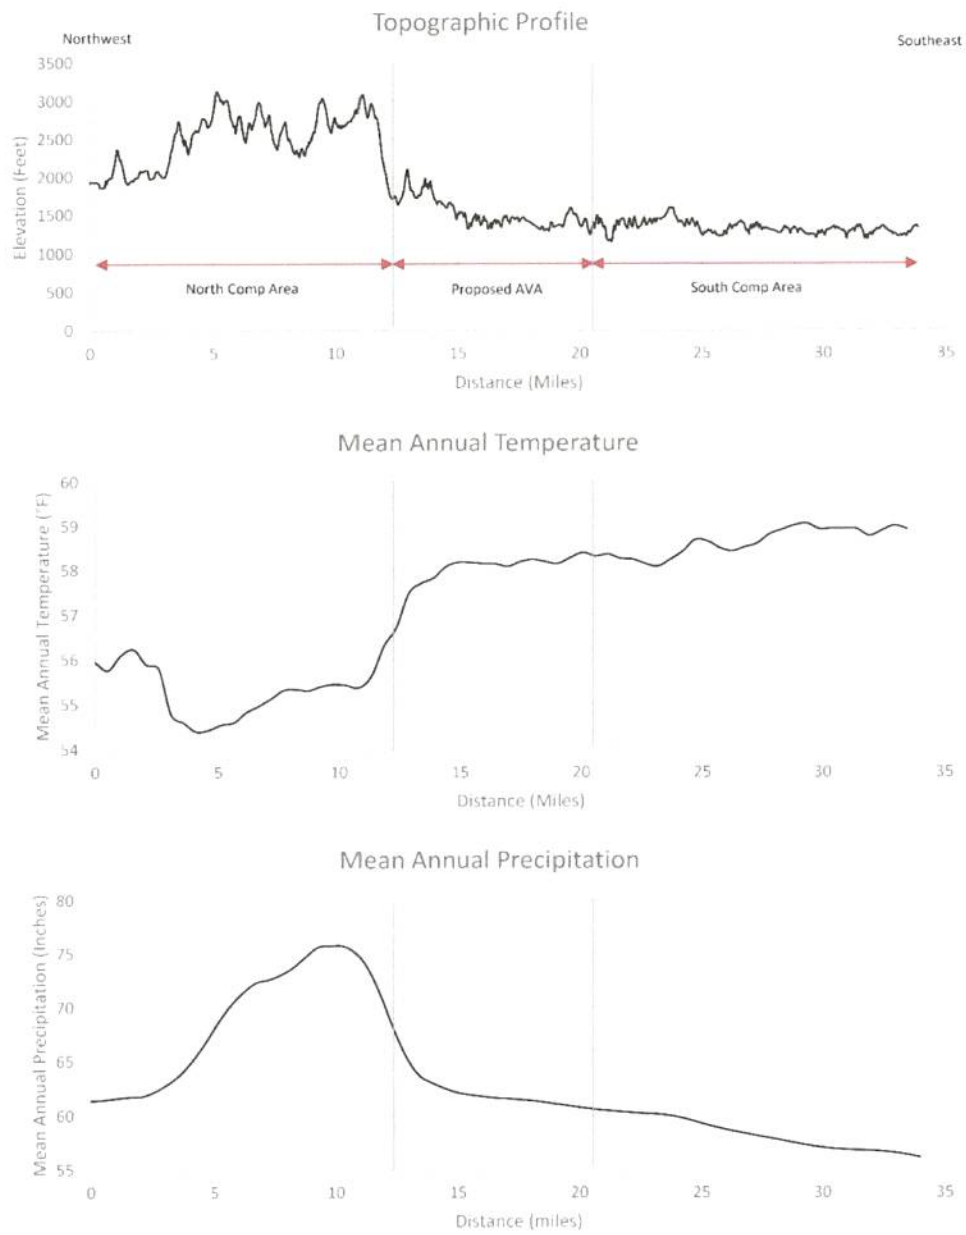 Topographic Profile
Northwest
Southeast
3500
3000
2500
2000
1500
1000
500
0
Elevation (Feet)
North Comp Area
Proposed AVA
South Comp Area
0 5 10 15 20 25 30 35
Distance (Miles)
Mean Annual Temperature
60
59
58
57
56
55
54
Mean Annual Temperature (°F)
0 5 10 15 20 25 30 35
Distance (Miles)
Mean Annual Precipitation
80
75
70
65
60
55
Mean Annual Precipitation (Inches)
0 5 10 15 20 25 30 35
Distance (miles)